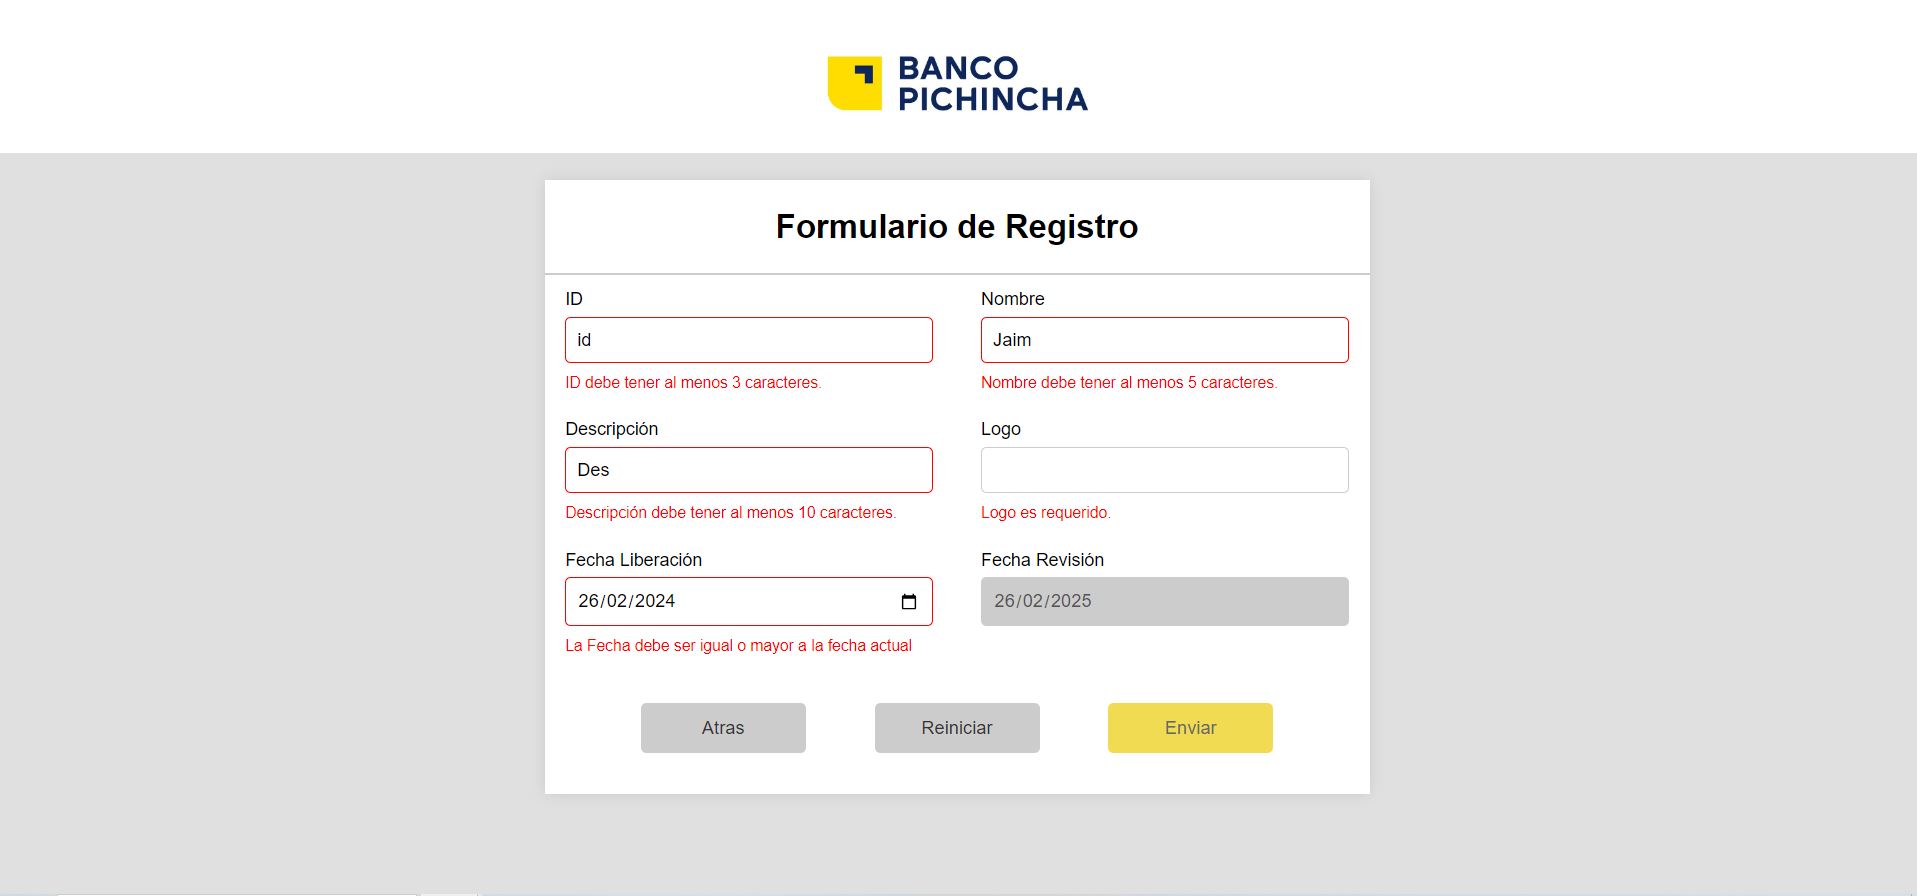 BANCO
PICHINCHA
Formulario de Registro
ID
id
ID debe tener al menos 3 caracteres.
Nombre
Jaim
Nombre debe tener al menos 5 caracteres.
Descripción
Des
Descripción debe tener al menos 10 caracteres.
Logo
Logo es requerido.
Fecha Liberación
26/02/2024
La Fecha debe ser igual o mayor a la fecha actual
Fecha Revisión
26/02/2025
Atras
Reiniciar
Enviar